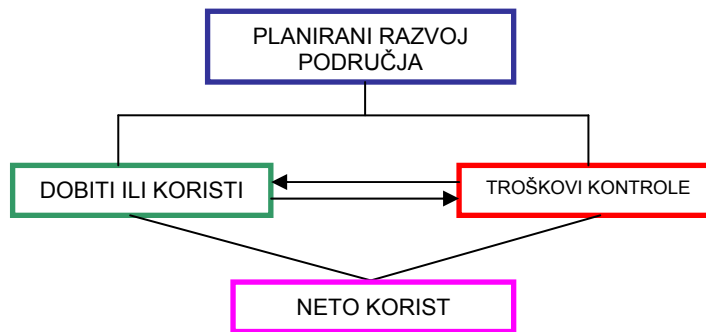 PLANIRANI RAZVOJ
PODRUČJA
DOBITI ILI KORISTI
TROŠKOVI KONTROLE
NETO KORIST